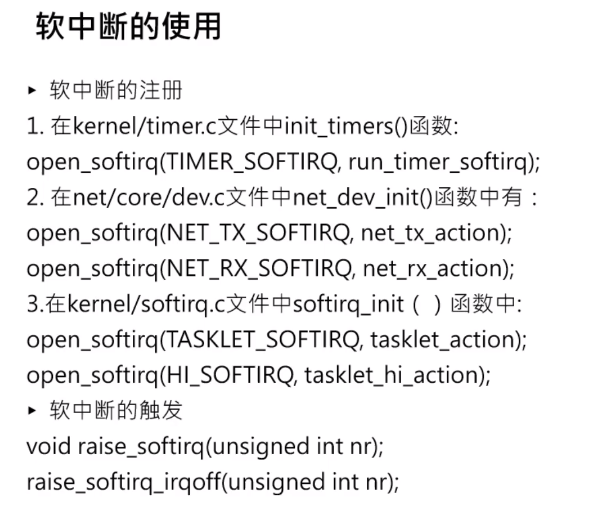 软中断的使用
▸ 软中断的注册
1. 在kernel/timer.c文件中init_timers()函数:
open_softirq(TIMER_SOFTIRQ, run_timer_softirq);
2. 在net/core/dev.c文件中net_dev_init()函数中有：
open_softirq(NET_TX_SOFTIRQ, net_tx_action);
open_softirq(NET_RX_SOFTIRQ, net_rx_action);
3.在kernel/softirq.c文件中softirq_init（ ）函数中:
open_softirq(TASKLET_SOFTIRQ, tasklet_action);
open_softirq(HI_SOFTIRQ, tasklet_hi_action);
▸ 软中断的触发
void raise_softirq(unsigned int nr);
raise_softirq_irqoff(unsigned int nr);